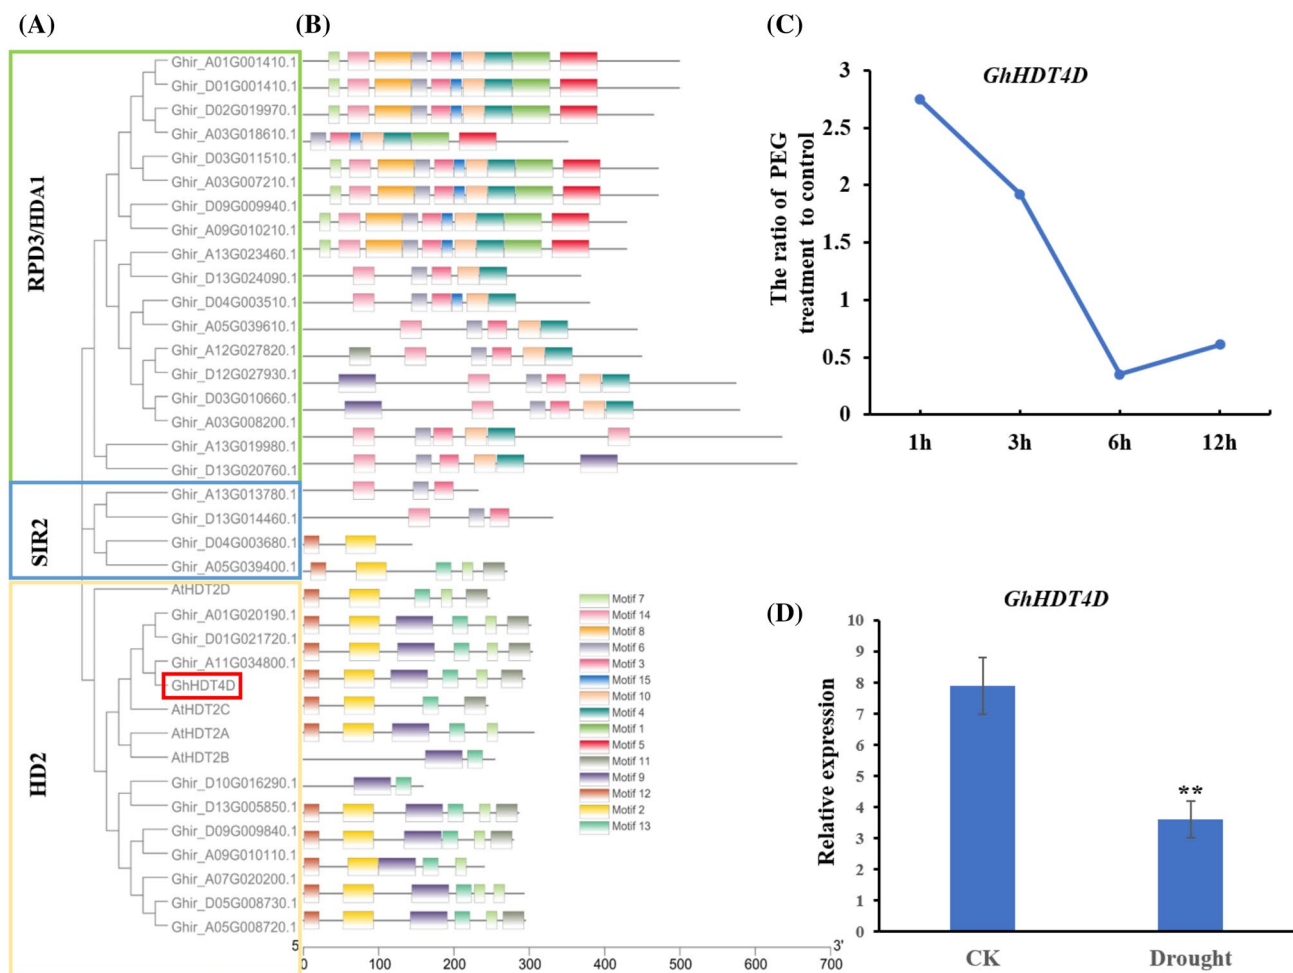 (A)
(B)
(C)
(D)
RPD3/HDA1
SIR2
HD2
Ghir_A01G001410.1
Ghir_D01G001410.1
Ghir_D02G019970.1
Ghir_A03G018610.1
Ghir_D03G011510.1
Ghir_A03G007210.1
Ghir_D09G009940.1
Ghir_A09G010210.1
Ghir_A13G023460.1
Ghir_D13G024090.1
Ghir_D04G003510.1
Ghir_A05G039610.1
Ghir_A12G027820.1
Ghir_D12G027930.1
Ghir_D03G010660.1
Ghir_A03G008200.1
Ghir_A13G019980.1
Ghir_D13G020760.1
Ghir_A13G013780.1
Ghir_D13G014460.1
Ghir_D04G003680.1
Ghir_A05G039400.1
AtHDT2D
Ghir_A01G020190.1
Ghir_D01G021720.1
Ghir_A11G034800.1
GhHDT4D
AtHDT2C
AtHDT2A
AtHDT2B
Ghir_D10G016290.1
Ghir_D13G005850.1
Ghir_D09G009840.1
Ghir_A09G010110.1
Ghir_A07G020200.1
Ghir_D05G008730.1
Ghir_A05G008720.1
Motif 7
Motif 14
Motif 8
Motif 6
Motif 3
Motif 15
Motif 10
Motif 4
Motif 1
Motif 5
Motif 11
Motif 9
Motif 12
Motif 2
Motif 13
5 3'
0 100 200 300 400 500 600 700
GhHDT4D
The ratio of PEG
treatment to control
3
2.5
2
1.5
1
0.5
0
1h 3h 6h 12h
GhHDT4D
Relative expression
10
9
8
7
6
5
4
3
2
1
0
**
CK Drought